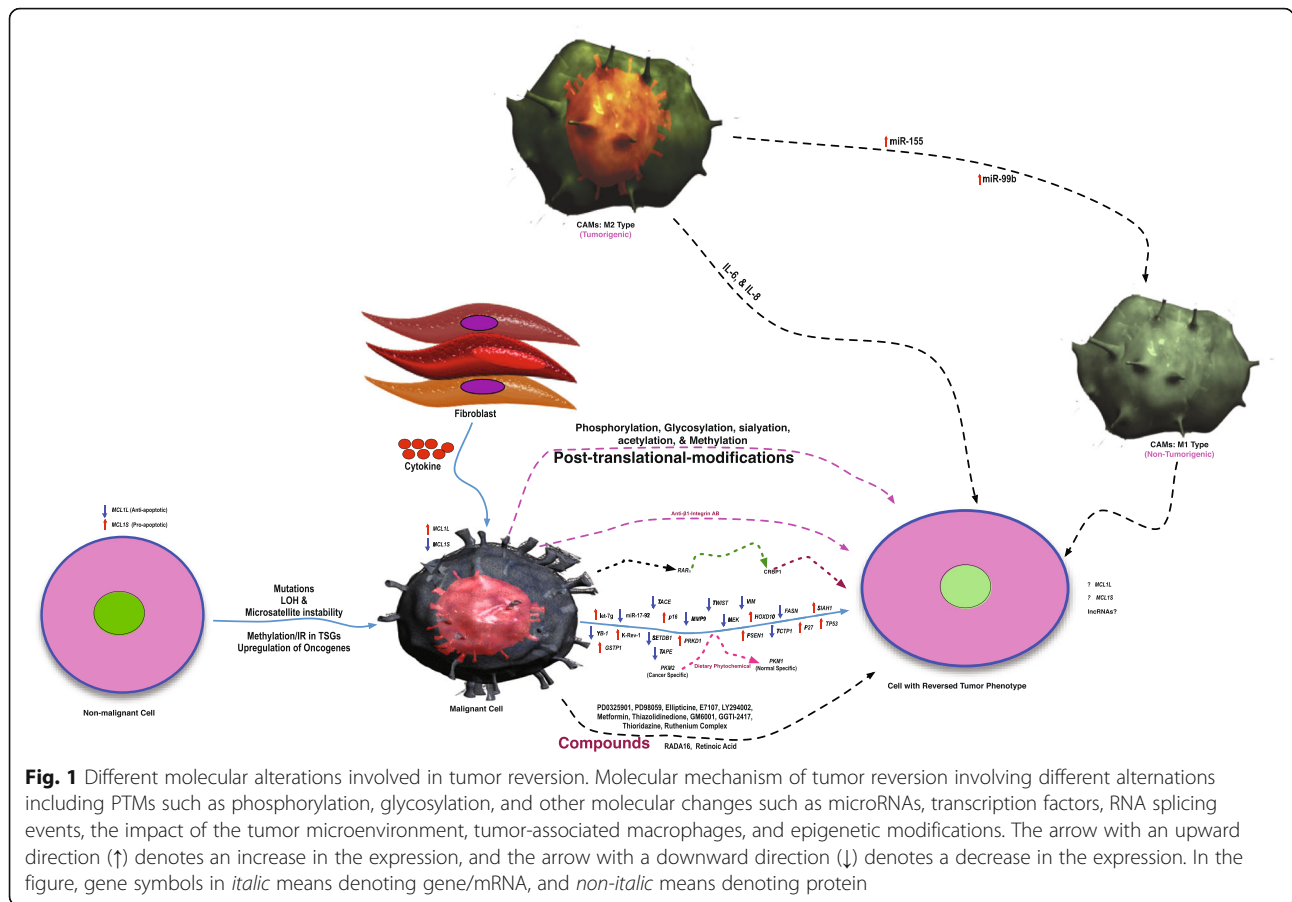 ↑miR-155
↑miR-99b
CAMs: M2 Type
(Tumorigenic)
IL-6, & IL-8
CAMs: M1 Type
(Non-Tumorigenic)
Fibroblast
Cytokine
Phosphorylation, Glycosylation, sialyation,
acetylation, & Methylation
Post-translational-modifications
Anti-β1-Integrin AB
↓ MCL1L (Anti-apoptotic)
↑ MCL1S (Pro-apoptotic)
↑ MCL1L
↓ MCL1S
Mutations
LOH &
Microsatellite instability
Methylation/IR in TSGs
Upregulation of Oncogenes
CRBP1
↓TACE ↓TWIST ↓VIM
↑let-7g ↓miR-17-92 ↑p16 ↓MMP9 ↓MEK ↑HOXD10 ↓FASN ↑SIAH1
↓YB-1 ↑K-Rev-1 ↓SETDB1 ↑PRKD1 ↑PSEN1 ↓TCTP1 ↑P27 ↑TP53
↑GSTP1 ↓TAPE
PKM2
(Cancer Specific)
Dietary Phytochemical
PKM1
(Normal Specific)
? MCL1L
? MCL1S
lncRNAs?
Non-malignant Cell
Malignant Cell
Cell with Reversed Tumor Phenotype
PD0325901, PD98059, Ellipticine, E7107, LY294002,
Metformin, Thiazolidinedione, GM6001, GGTI-2417,
Thioridazine, Ruthenium Complex
Compounds RADA16, Retinoic Acid
Fig. 1 Different molecular alterations involved in tumor reversion. Molecular mechanism of tumor reversion involving different alternations
including PTMs such as phosphorylation, glycosylation, and other molecular changes such as microRNAs, transcription factors, RNA splicing
events, the impact of the tumor microenvironment, tumor-associated macrophages, and epigenetic modifications. The arrow with an upward
direction (↑) denotes an increase in the expression, and the arrow with a downward direction (↓) denotes a decrease in the expression. In the
figure, gene symbols in italic means denoting gene/mRNA, and non-italic means denoting protein